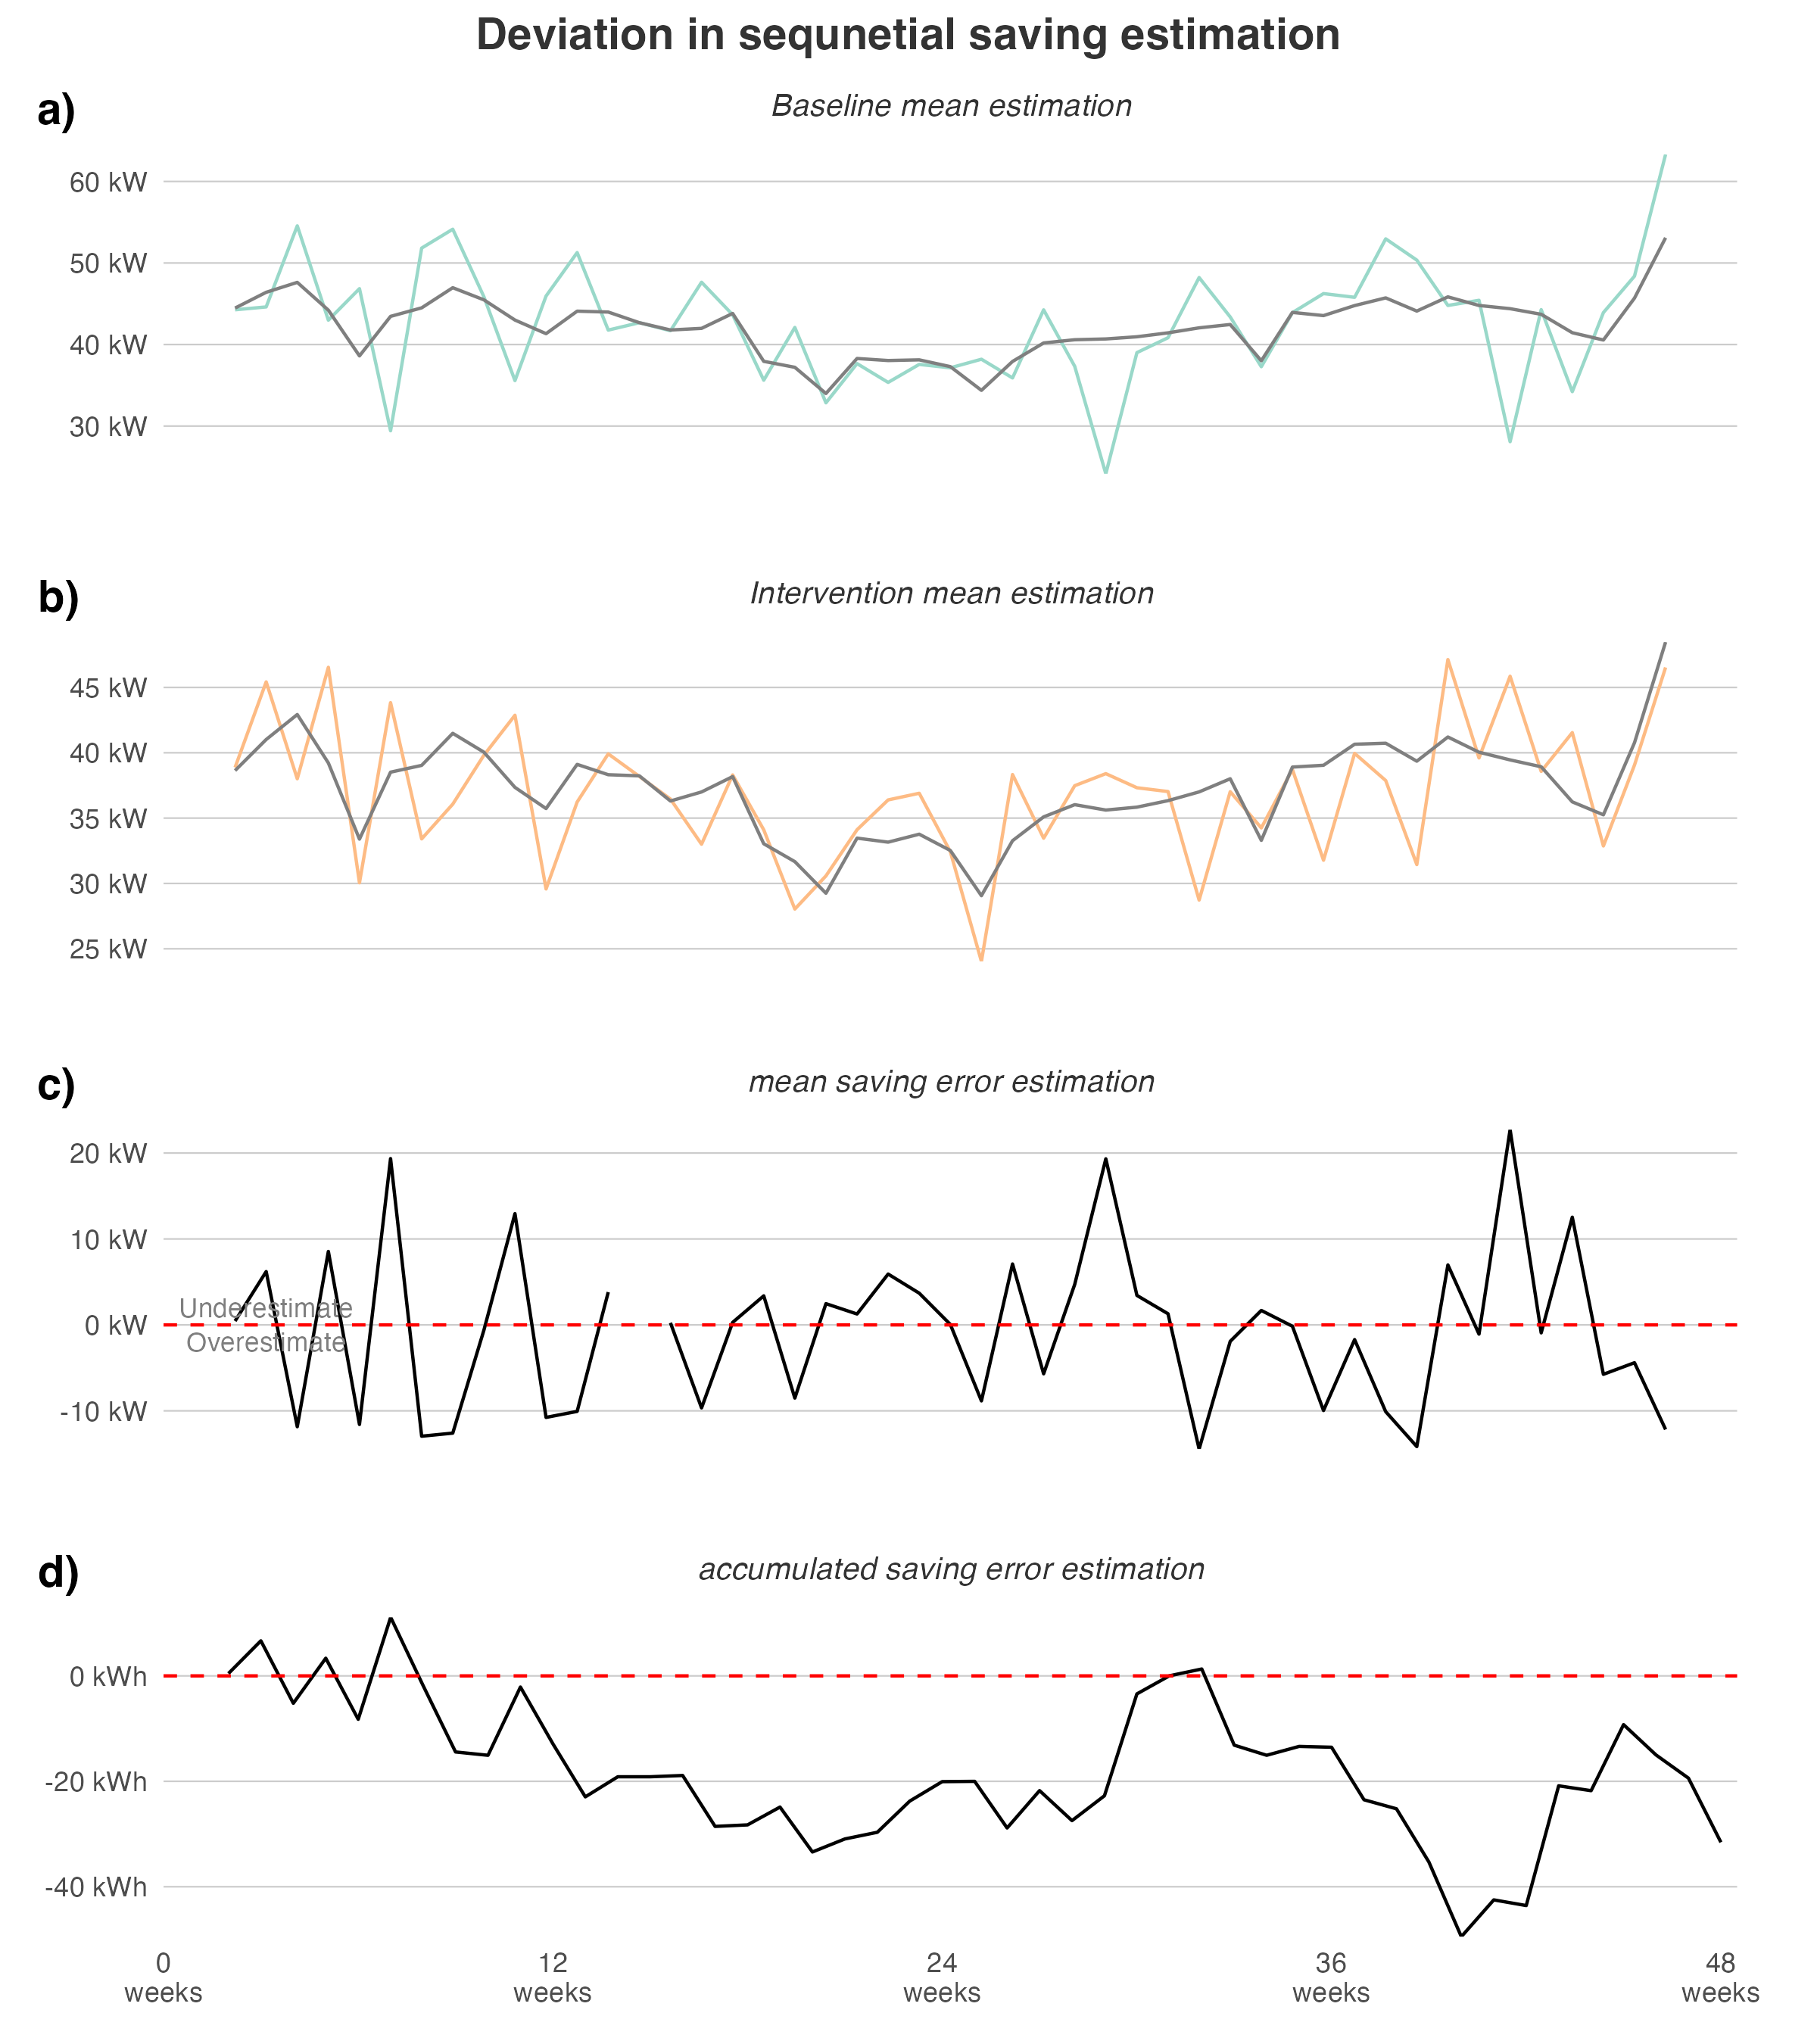 Deviation in sequnetial saving estimation
a)
Baseline mean estimation
60 kW
50 kW
40 kW
30 kW
b)
Intervention mean estimation
45 kW
40 kW
35 kW
30 kW
25 kW
c)
mean saving error estimation
20 kW
10 kW
Underestimate
0 kW
Overestimate
-10 kW
d)
accumulated saving error estimation
0 kWh
-20 kWh
-40 kWh
0 12 24 36 48
weeks weeks weeks weeks weeks